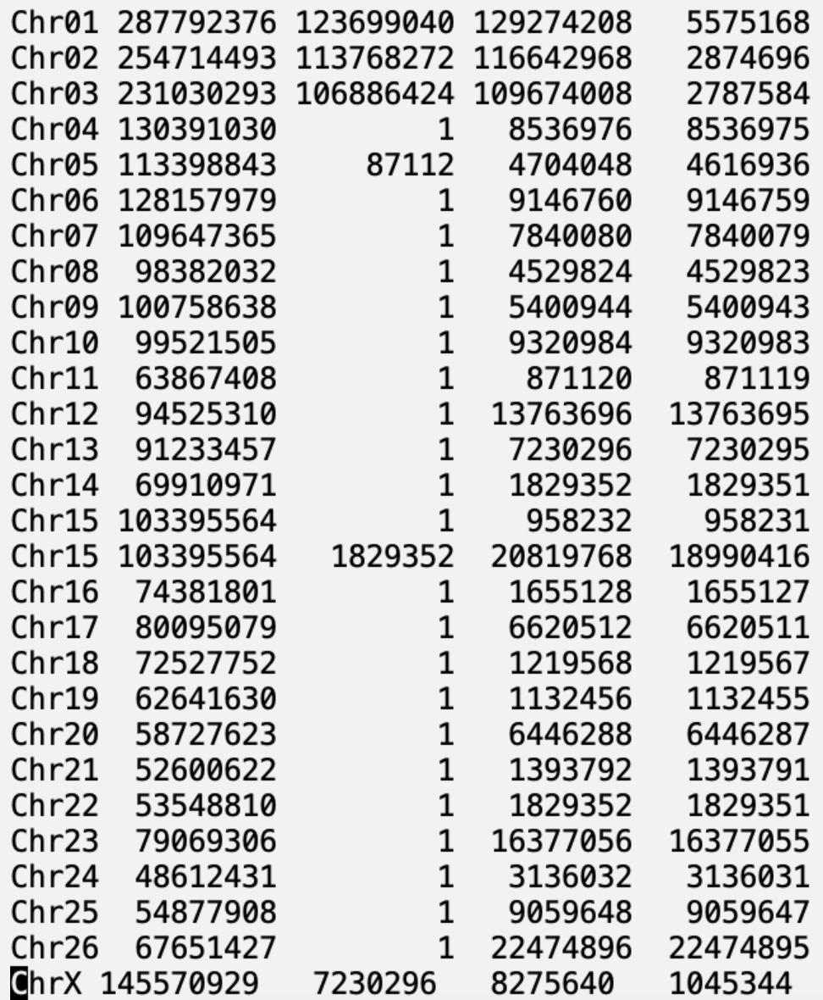 Chr01 287792376 123699040 129274208 5575168
Chr02 254714493 113768272 116642968 2874696
Chr03 231030293 106886424 109674008 2787584
Chr04 130391030 1 8536976 8536975
Chr05 113398843 87112 4704048 4616936
Chr06 128157979 1 9146760 9146759
Chr07 109647365 1 7840080 7840079
Chr08 98382032 1 4529824 4529823
Chr09 100758638 1 5400944 5400943
Chr10 99521505 1 9320984 9320983
Chr11 63867408 1 871120 871119
Chr12 94525310 1 13763696 13763695
Chr13 91233457 1 7230296 7230295
Chr14 69910971 1 1829352 1829351
Chr15 103395564 1 958232 958231
Chr15 103395564 1829352 20819768 18990416
Chr16 74381801 1 1655128 1655127
Chr17 80095079 1 6620512 6620511
Chr18 72527752 1 1219568 1219567
Chr19 62641630 1 1132456 1132455
Chr20 58727623 1 6446288 6446287
Chr21 52600622 1 1393792 1393791
Chr22 53548810 1 1829352 1829351
Chr23 79069306 1 16377056 16377055
Chr24 48612431 1 3136032 3136031
Chr25 54877908 1 9059648 9059647
Chr26 67651427 1 22474896 22474895
ChrX 145570929 7230296 8275640 1045344